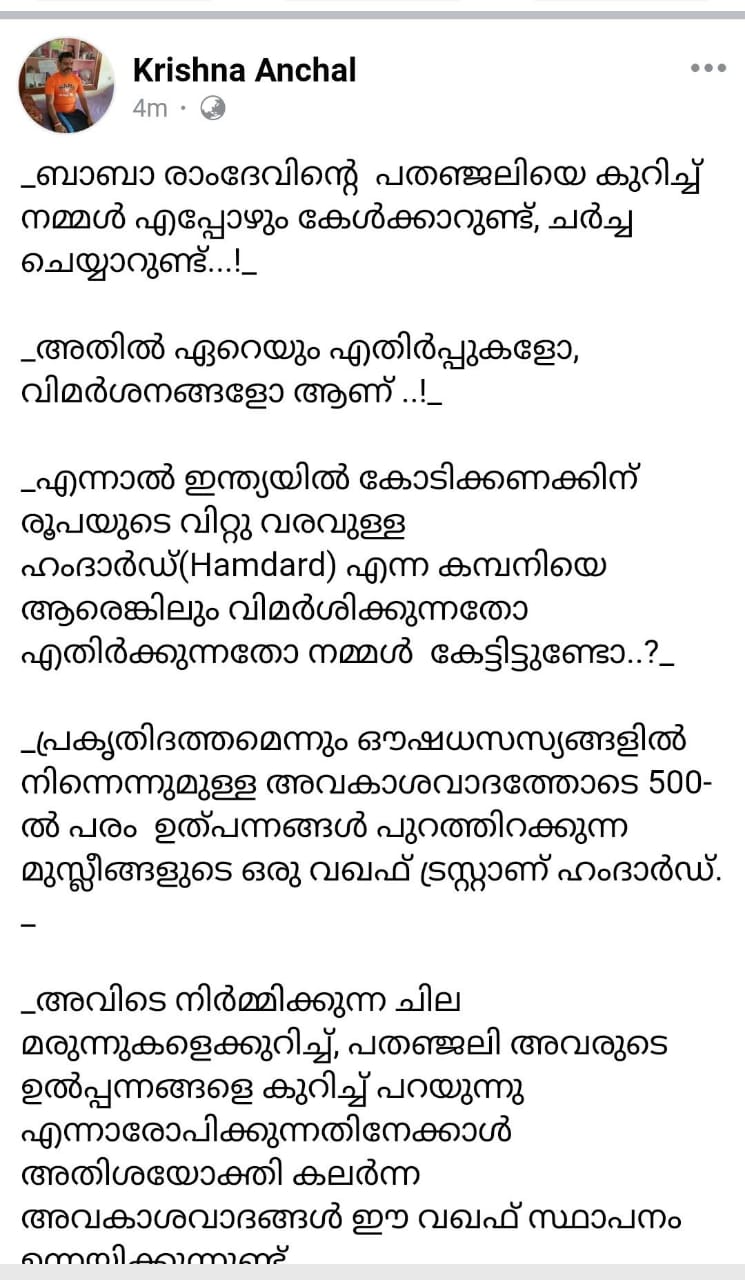 Krishna Anchal
4m ·
_ബാബാ രാംദേവിന്റെ പതഞ്ജലിയെ കുറിച്ച്
നമ്മൾ എപ്പോഴും കേൾക്കാറുണ്ട്, ചർച്ച
ചെയ്യാറുണ്ട്...!_
_അതിൽ ഏറെയും എതിർപ്പുകളോ,
വിമർശനങ്ങളോ ആണ് ..!_
_എന്നാൽ ഇന്ത്യയിൽ കോടിക്കണക്കിന്
രൂപയുടെ വിറ്റു വരവുള്ള
ഹംദാർഡ്(Hamdard) എന്ന കമ്പനിയെ
ആരെങ്കിലും വിമർശിക്കുന്നതോ
എതിർക്കുന്നതോ നമ്മൾ കേട്ടിട്ടുണ്ടോ..?_
_പ്രകൃതിദത്തമെന്നും ഔഷധസസ്യങ്ങളിൽ
നിന്നെന്നുമുള്ള അവകാശവാദത്തോടെ 500-
ൽ പരം ഉത്പന്നങ്ങൾ പുറത്തിറക്കുന്ന
മുസ്ലീങ്ങളുടെ ഒരു വഖഫ് ട്രസ്റ്റാണ് ഹംദാർഡ്.
_
_അവിടെ നിർമ്മിക്കുന്ന ചില
മരുന്നുകളെക്കുറിച്ച്, പതഞ്ജലി അവരുടെ
ഉൽപ്പന്നങ്ങളെ കുറിച്ച് പറയുന്നു
എന്നാരോപിക്കുന്നതിനേക്കാൾ
അതിശയോക്തി കലർന്ന
അവകാശവാദങ്ങൾ ഈ വഖഫ് സ്ഥാപനം
ഉന്നയിക്കുന്നുണ്ട്